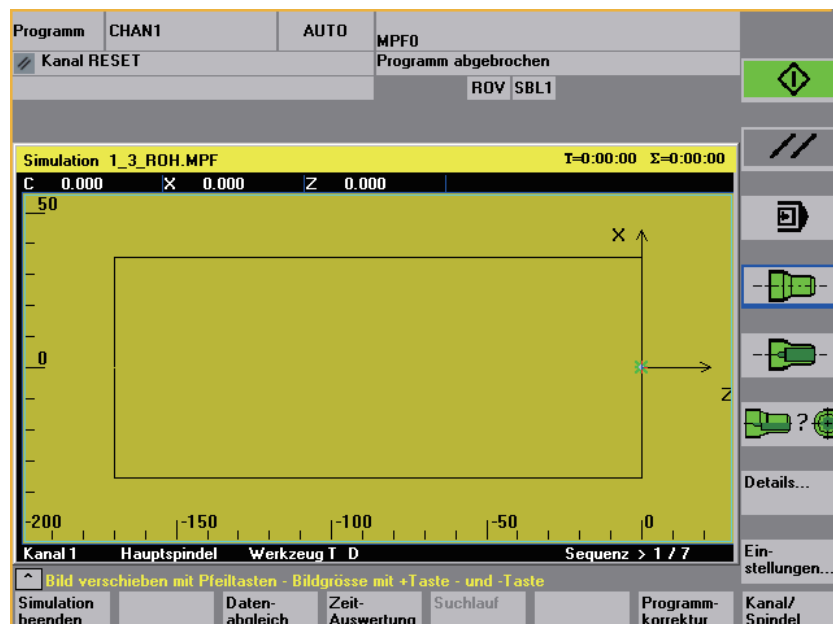 Programm CHAN1 AUTO MPF0
Kanal RESET Programm abgebrochen
ROV SBL1
Simulation 1_3_ROH.MPF T=0:00:00 Σ=0:00:00
C 0.000 X 0.000 Z 0.000
50
X
0
Z
-200 -150 -100 -50 0
Kanal 1 Hauptspindel Werkzeug T D Sequenz > 1 / 7
^ Bild verschieben mit Pfeiltasten - Bildgrösse mit +Taste - und -Taste
?
Details...
Ein-
stellungen...
Simulation
beenden
Daten-
abgleich
Zeit-
Auswertung
Suchlauf
Programm-
korrektur
Kanal/
Spindel